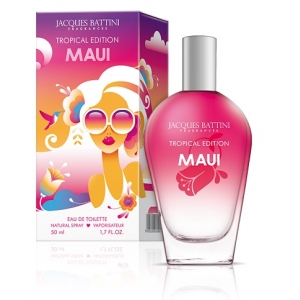 JACQUES BATTINI
FRAGRANCES
TROPICAL EDITION
MAUI
EAU DE TOILETTE
NATURAL SPRAY ♥ VAPORISATEUR
50 ml 1,7 FL.OZ.
JACQUES BATTINI
FRAGRANCES
TROPICAL EDITION
MAUI